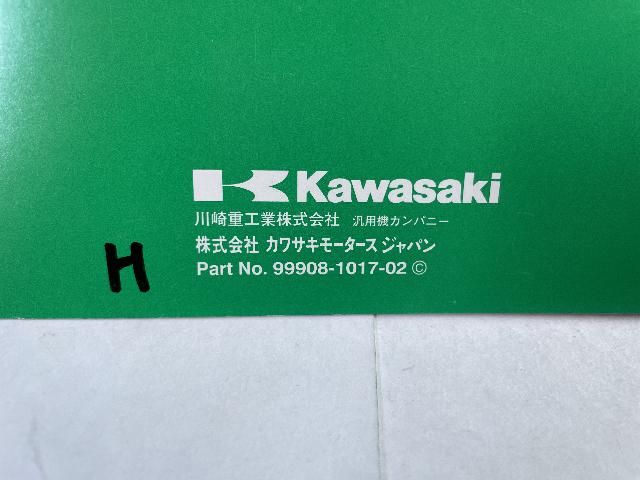 Kawasaki
川崎重工業株式会社 汎用機カンパニー
株式会社 カワサキモータース ジャパン
H
Part No. 99908-1017-02 ©